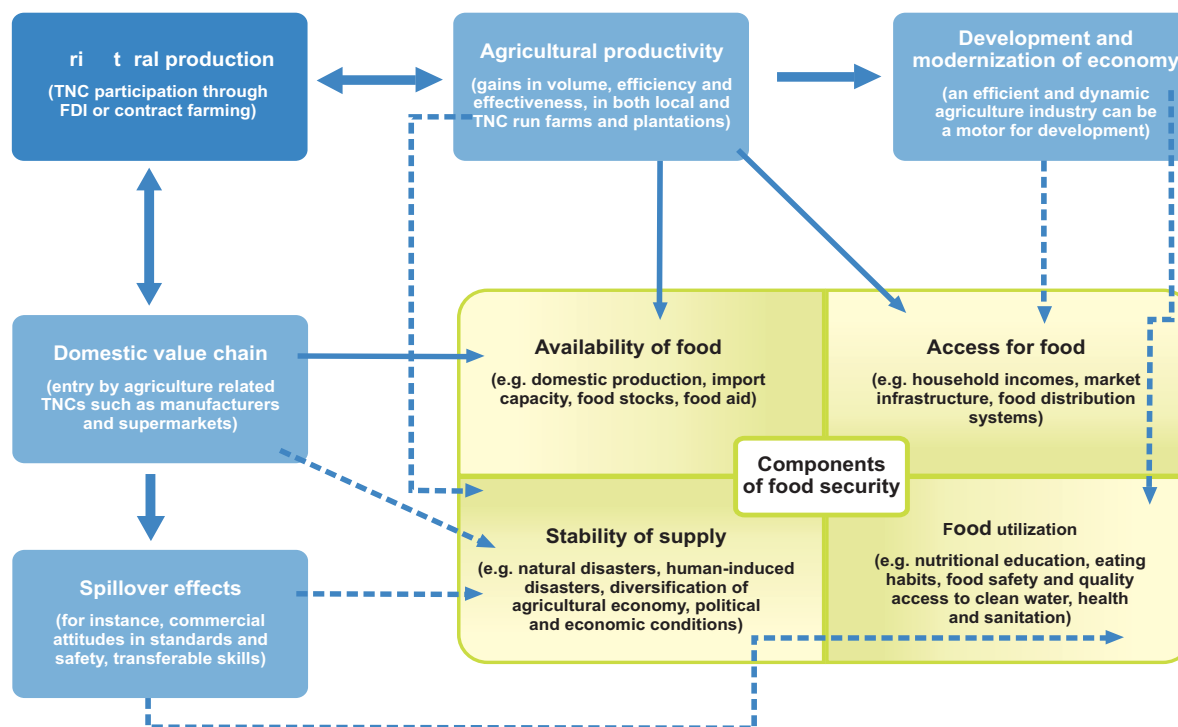 ri t ral production
(TNC participation through
FDI or contract farming)
Agricultural productivity
(gains in volume, efficiency and
effectiveness, in both local and
TNC run farms and plantations)
Development and
modernization of economy
(an efficient and dynamic
agriculture industry can be
a motor for development)
Domestic value chain
(entry by agriculture related
TNCs such as manufacturers
and supermarkets)
Availability of food
(e.g. domestic production, import
capacity, food stocks, food aid)
Access for food
(e.g. household incomes, market
infrastructure, food distribution
systems)
Components
of food security
Spillover effects
(for instance, commercial
attitudes in standards and
safety, transferable skills)
Stability of supply
(e.g. natural disasters, human-induced
disasters, diversification of
agricultural economy, political
and economic conditions)
Food utilization
(e.g. nutritional education, eating
habits, food safety and quality
access to clean water, health
and sanitation)